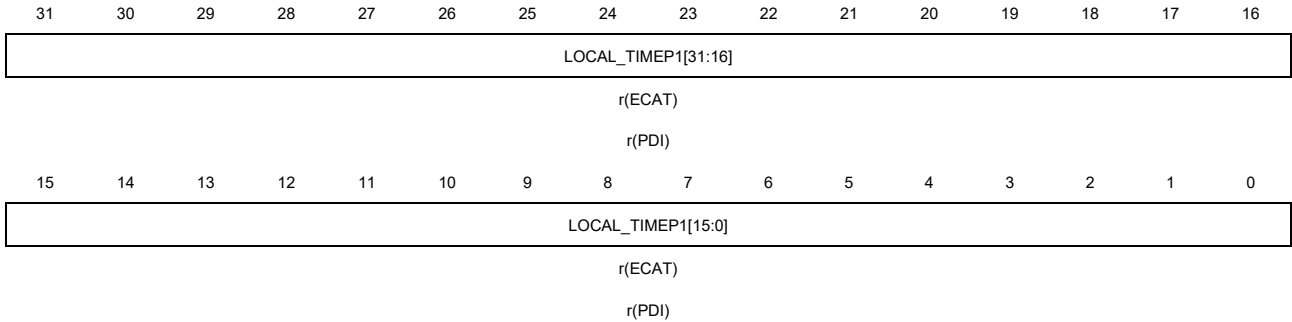 31 30 29 28 27 26 25 24 23 22 21 20 19 18 17 16
LOCAL_TIMEP1[31:16]
r(ECAT)
r(PDI)
15 14 13 12 11 10 9 8 7 6 5 4 3 2 1 0
LOCAL_TIMEP1[15:0]
r(ECAT)
r(PDI)